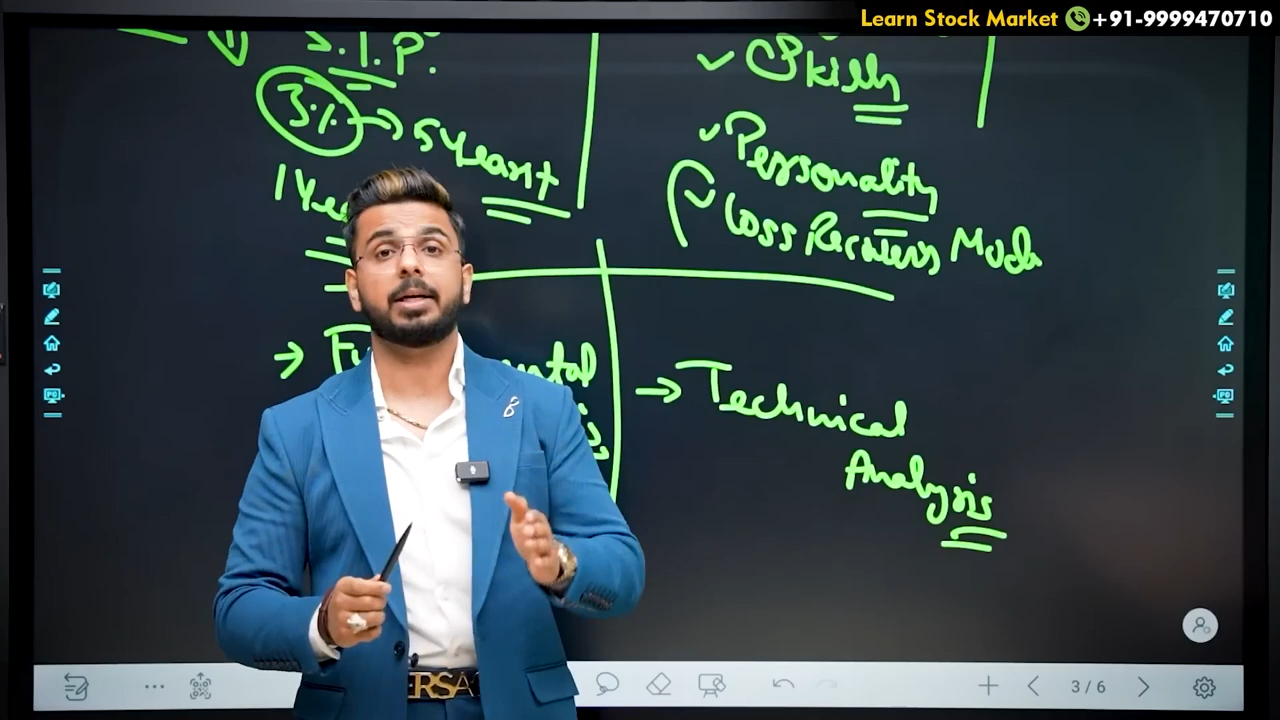 Learn Stock Market +91-9999470710
S.I.P.
Skills
3%
5 Years+
Personality
Loss Recovery Mode
Technical
Analysis
3 / 6